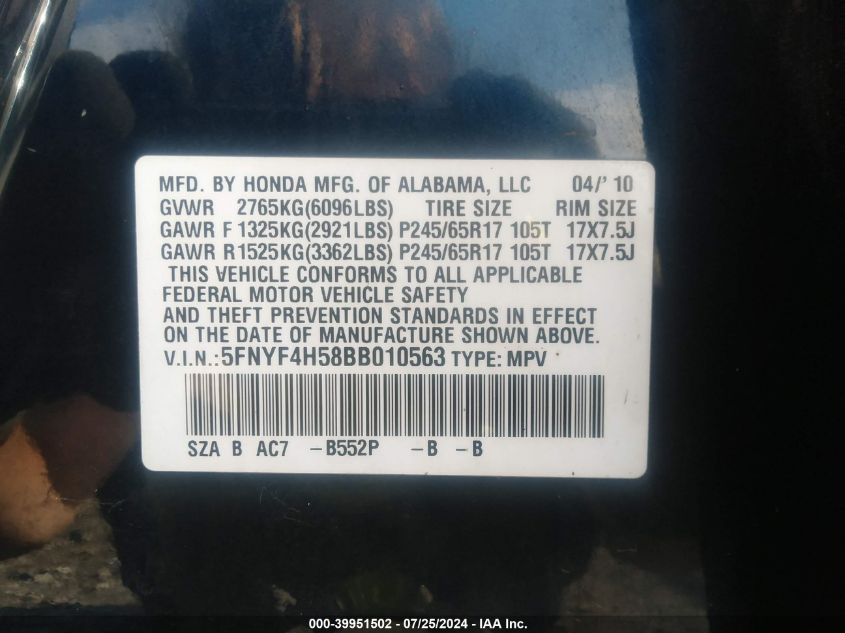 MFD. BY HONDA MFG. OF ALABAMA, LLC 04/' 10
GVWR 2765KG(6096LBS) TIRE SIZE RIM SIZE
GAWR F 1325KG(2921LBS) P245/65R17 105T 17X7.5J
GAWR R1525KG(3362LBS) P245/65R17 105T 17X7.5J
THIS VEHICLE CONFORMS TO ALL APPLICABLE
FEDERAL MOTOR VEHICLE SAFETY
AND THEFT PREVENTION STANDARDS IN EFFECT
ON THE DATE OF MANUFACTURE SHOWN ABOVE.
V.I.N.:5FNYF4H58BB010563 TYPE: MPV
SZA B AC7 -B552P -B -B
000-39951502 - 07/25/2024 - IAA Inc.